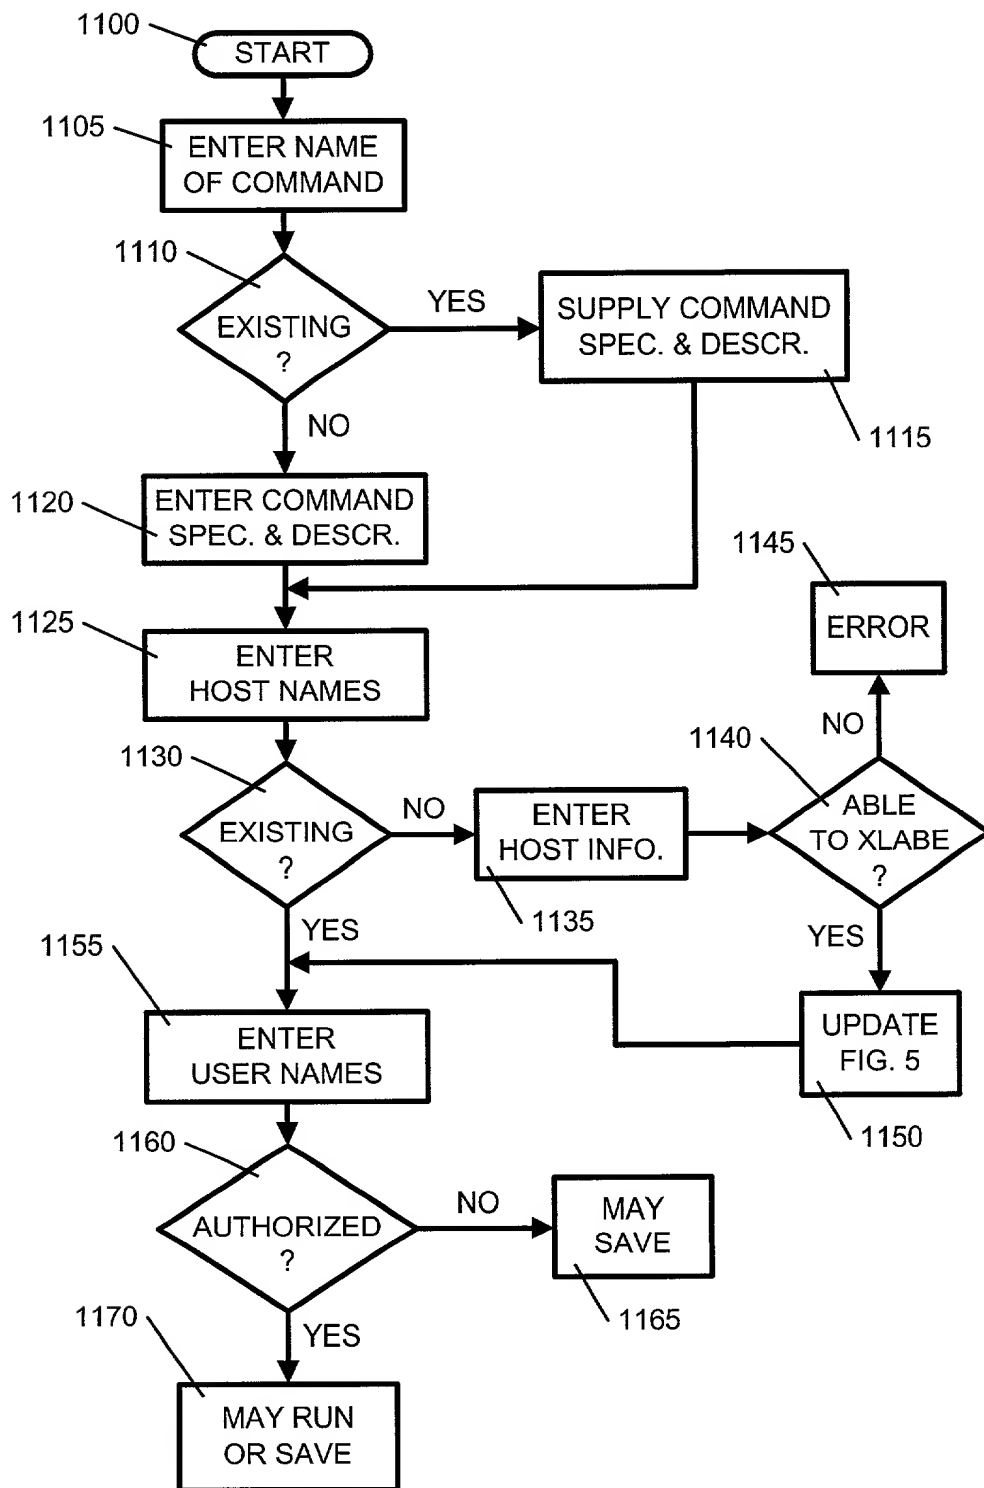 1100
START
1105
ENTER NAME
OF COMMAND
1110
EXISTING
?
YES
SUPPLY COMMAND
SPEC. & DESCR.
1115
NO
1120
ENTER COMMAND
SPEC. & DESCR.
1125
ENTER
HOST NAMES
1130
EXISTING
?
NO
ENTER
HOST INFO.
1135
1140
ABLE
TO XLABE
?
NO
1145
ERROR
YES
UPDATE
FIG. 5
1150
YES
1155
ENTER
USER NAMES
1160
AUTHORIZED
?
NO
MAY
SAVE
1165
YES
1170
MAY RUN
OR SAVE